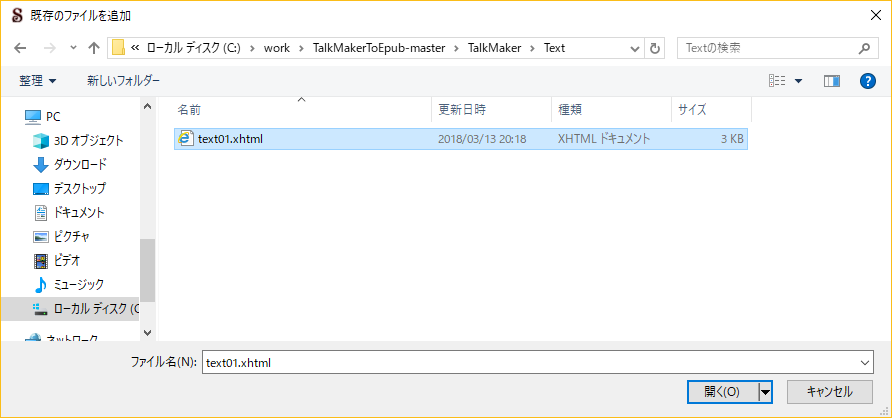 既存のファイルを追加
« ローカル ディスク (C:) › work › TalkMakerToEpub-master › TalkMaker › Text
Textの検索
整理 新しいフォルダー
名前 更新日時 種類 サイズ
PC
3D オブジェクト
ダウンロード
デスクトップ
ドキュメント
ピクチャ
ビデオ
ミュージック
ローカル ディスク (C
ネットワーク
text01.xhtml 2018/03/13 20:18 XHTML ドキュメント 3 KB
ファイル名(N): text01.xhtml
開く(O) キャンセル